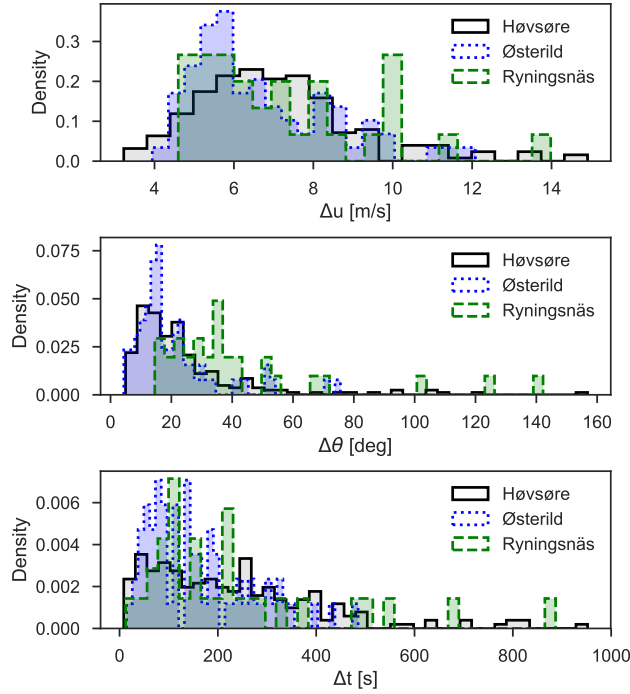 Høvsøre
Østerild
Ryningsnäs
Density
0.3
0.2
0.1
0.0
4 6 8 10 12 14
Δu [m/s]
Høvsøre
Østerild
Ryningsnäs
Density
0.075
0.050
0.025
0.000
0 20 40 60 80 100 120 140 160
Δθ [deg]
Høvsøre
Østerild
Ryningsnäs
Density
0.006
0.004
0.002
0.000
0 200 400 600 800 1000
Δt [s]